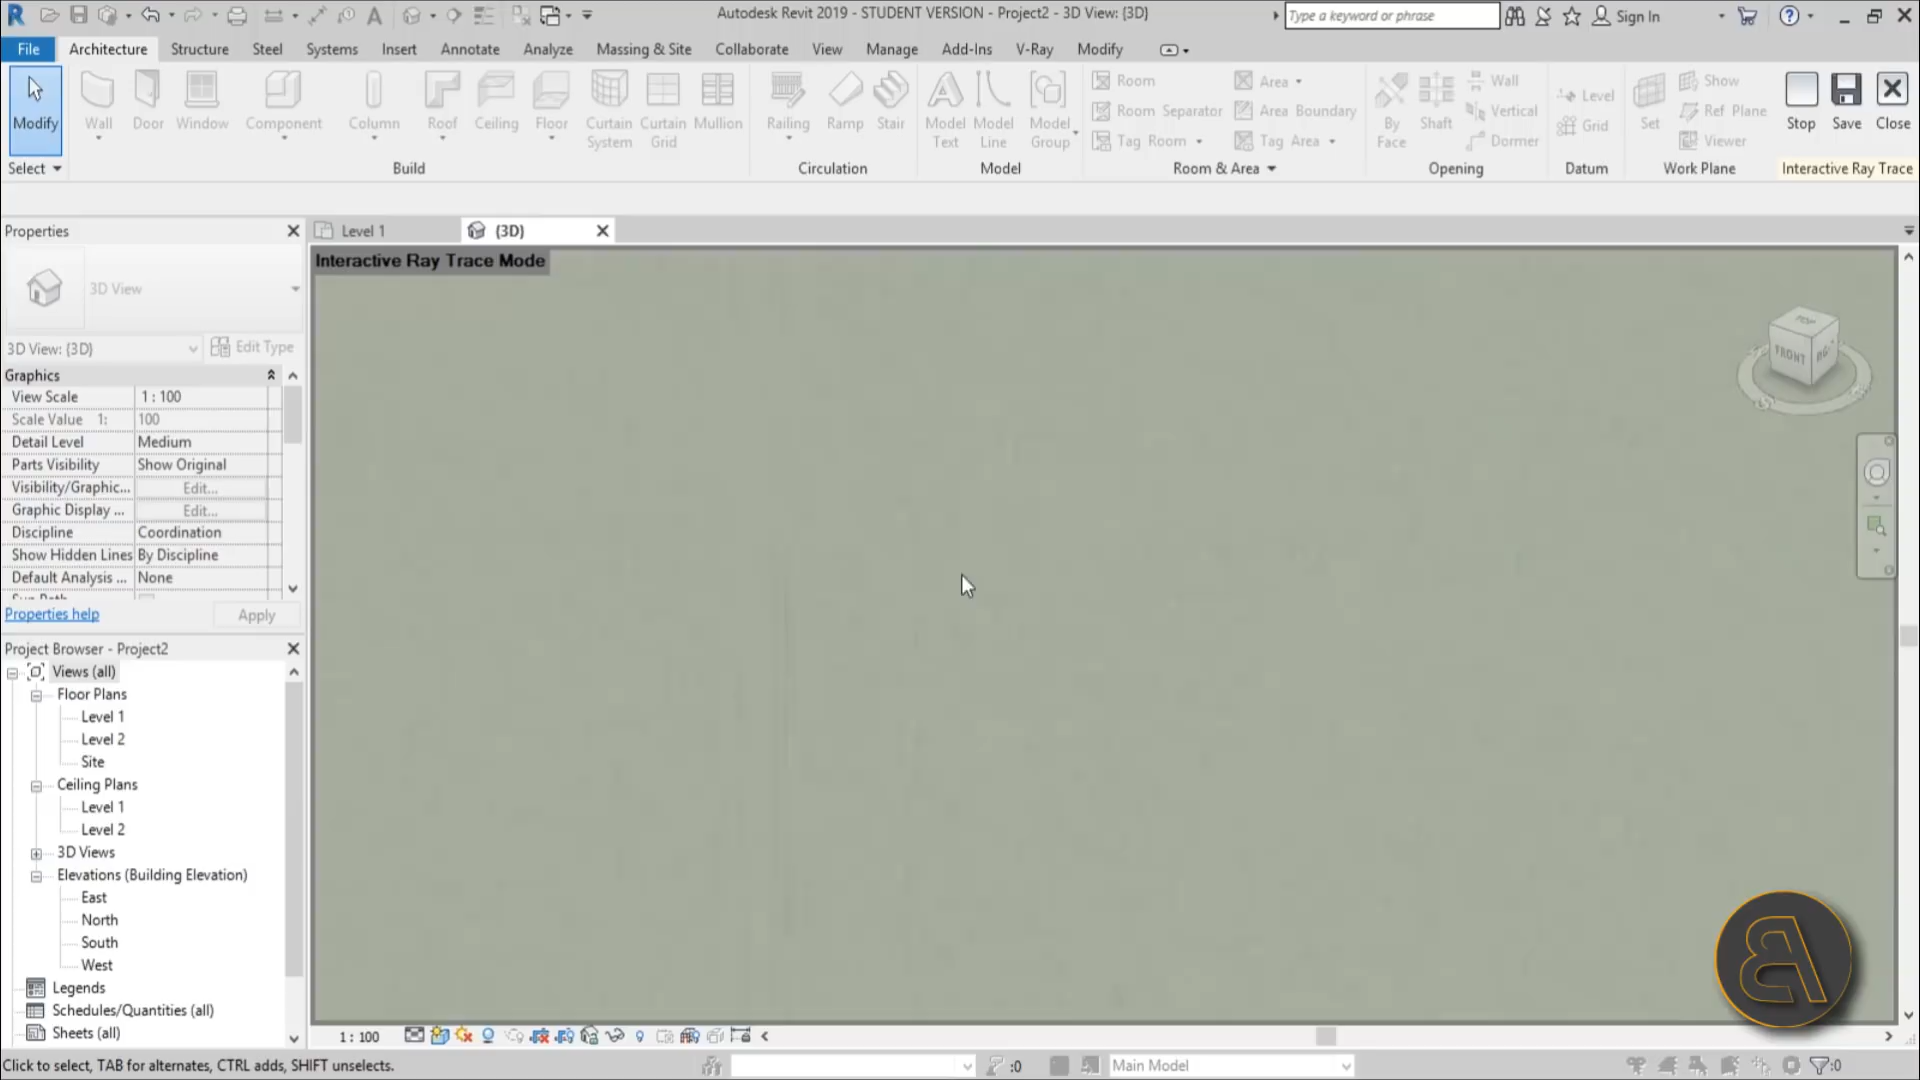 Autodesk Revit 2019 - STUDENT VERSION - Project2 - 3D View: {3D}
Type a keyword or phrase
Sign In
File Architecture Structure Steel Systems Insert Annotate Analyze Massing & Site Collaborate View Manage Add-Ins V-Ray Modify
Modify
Wall
Door
Window
Component
Column
Roof
Ceiling
Floor
Curtain System
Curtain Grid
Mullion
Railing
Ramp
Stair
Model Text
Model Line
Model Group
Room
Room Separator
Tag Room
Area
Area Boundary
Tag Area
By Face
Shaft
Wall
Vertical
Dormer
Level
Grid
Set
Show
Ref Plane
Viewer
Stop
Save
Close
Select
Build
Circulation
Model
Room & Area
Opening
Datum
Work Plane
Interactive Ray Trace
Properties
Level 1
{3D}
Interactive Ray Trace Mode
3D View
3D View: {3D}
Edit Type
Graphics
View Scale 1 : 100
Scale Value 1: 100
Detail Level Medium
Parts Visibility Show Original
Visibility/Graphic... Edit...
Graphic Display ... Edit...
Discipline Coordination
Show Hidden Lines By Discipline
Default Analysis ... None
Properties help
Apply
TOP
FRONT
Project Browser - Project2
Views (all)
Floor Plans
Level 1
Level 2
Site
Ceiling Plans
Level 1
Level 2
3D Views
Elevations (Building Elevation)
East
North
South
West
Legends
Schedules/Quantities (all)
Sheets (all)
1 : 100
Click to select, TAB for alternates, CTRL adds, SHIFT unselects.
:0
Main Model
:0